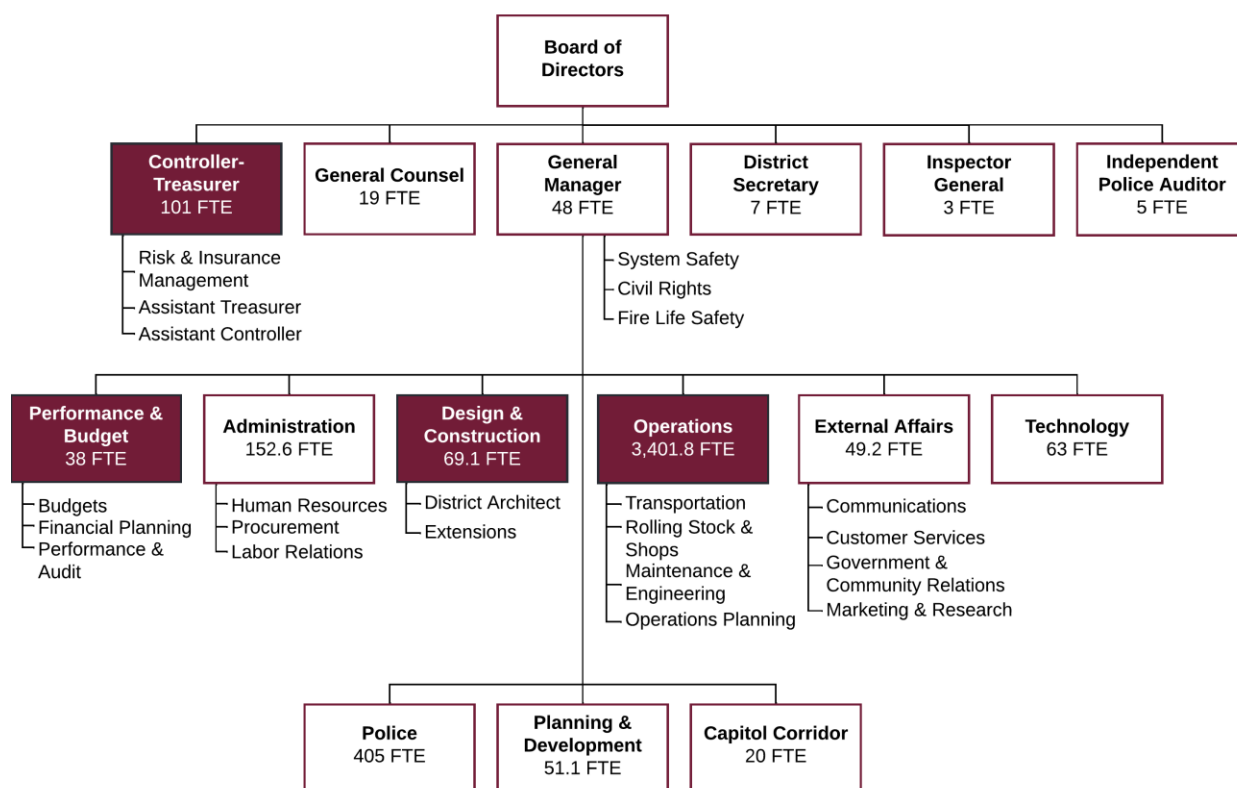 Board of
Directors
Controller-
Treasurer
101 FTE
General Counsel
19 FTE
General
Manager
48 FTE
District
Secretary
7 FTE
Inspector
General
3 FTE
Independent
Police Auditor
5 FTE
Risk & Insurance
Management
Assistant Treasurer
Assistant Controller
System Safety
Civil Rights
Fire Life Safety
Performance &
Budget
38 FTE
Administration
152.6 FTE
Design &
Construction
69.1 FTE
Operations
3,401.8 FTE
External Affairs
49.2 FTE
Technology
63 FTE
Budgets
Financial Planning
Performance &
Audit
Human Resources
Procurement
Labor Relations
District Architect
Extensions
Transportation
Rolling Stock &
Shops
Maintenance &
Engineering
Operations Planning
Communications
Customer Services
Government &
Community Relations
Marketing & Research
Police
405 FTE
Planning &
Development
51.1 FTE
Capitol Corridor
20 FTE